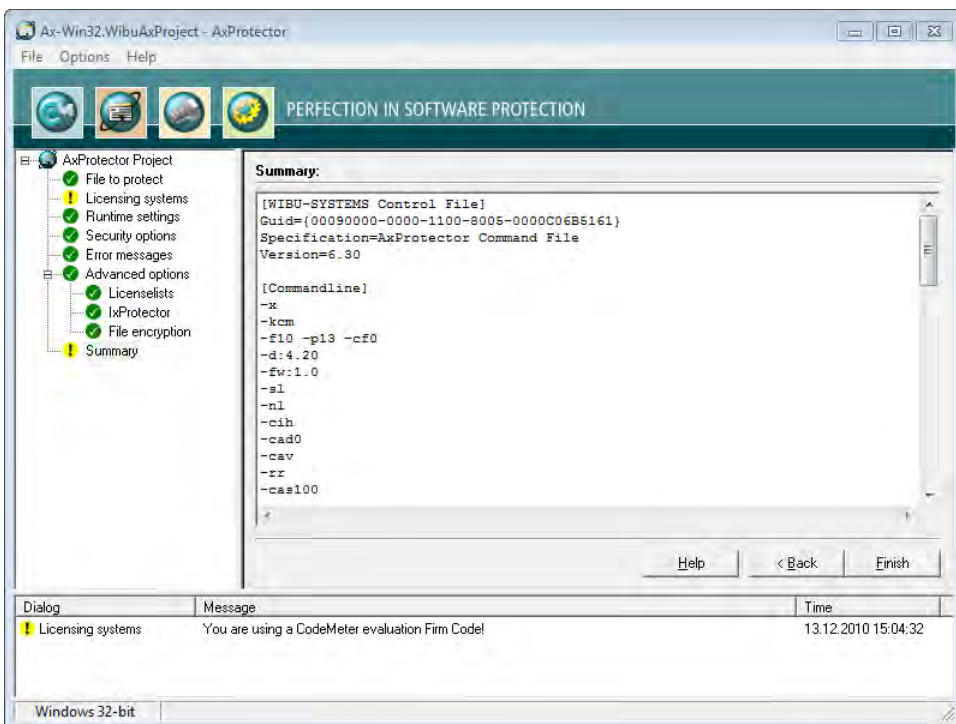 Ax-Win32.WibuAxProject - AxProtector
File Options Help
PERFECTION IN SOFTWARE PROTECTION
AxProtector Project
File to protect
Licensing systems
Runtime settings
Security options
Error messages
Advanced options
Licenselists
IxProtector
File encryption
Summary
Summary:
[WIBU-SYSTEMS Control File]
Guid={00090000-0000-1100-8005-0000C06B5161}
Specification=AxProtector Command File
Version=6.30
[Commandline]
-x
-kcm
-f10 -p13 -cf0
-d:4.20
-fw:1.0
-sl
-nl
-cih
-cad0
-cav
-rr
-cas100
Help < Back Finish
Dialog Message Time
Licensing systems You are using a CodeMeter evaluation Firm Code! 13.12.2010 15:04:32
Windows 32-bit